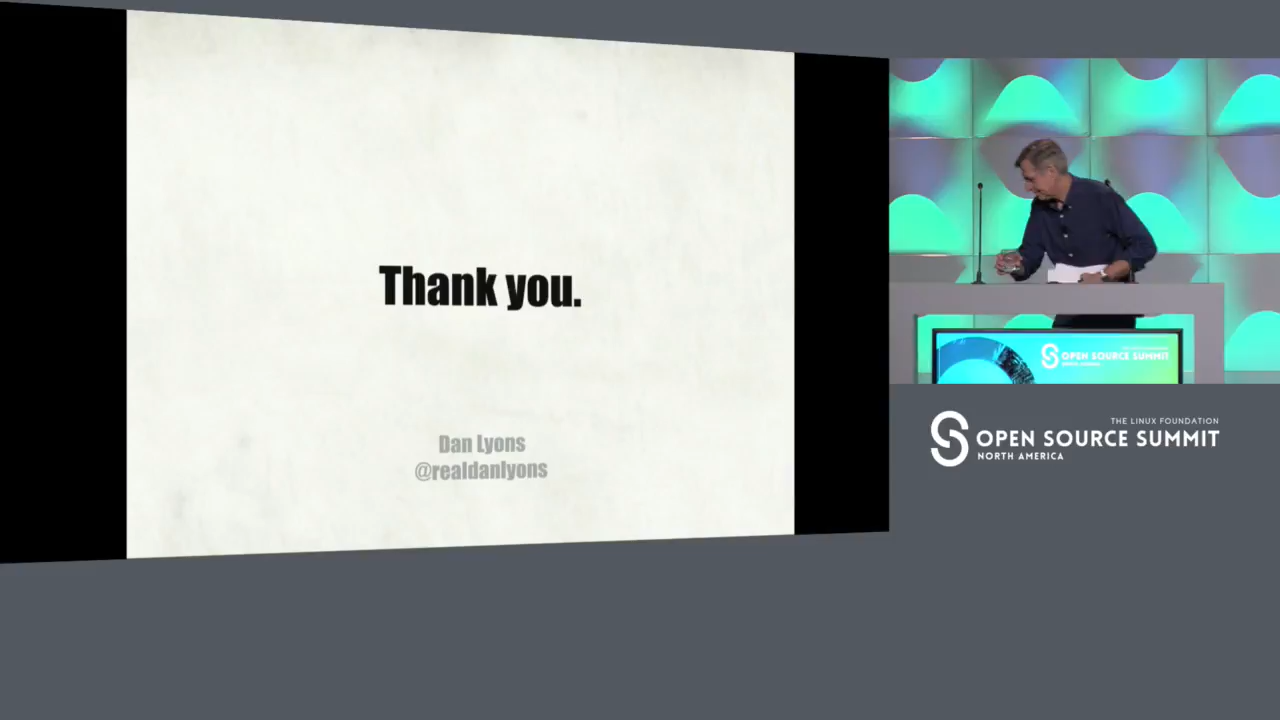 Thank you.
Dan Lyons
@realdanlyons
OPEN SOURCE SUMMIT
THE LINUX FOUNDATION
OPEN SOURCE SUMMIT
NORTH AMERICA